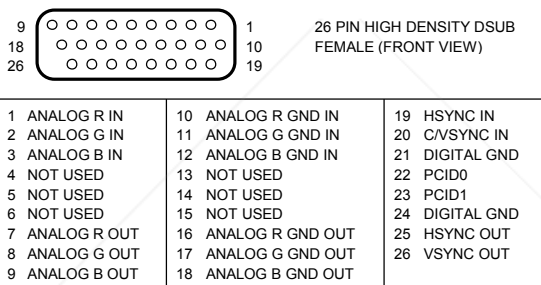 9 1 26 PIN HIGH DENSITY DSUB
18 10 FEMALE (FRONT VIEW)
26 19
1 ANALOG R IN 10 ANALOG R GND IN 19 HSYNC IN
2 ANALOG G IN 11 ANALOG G GND IN 20 C/VSYNC IN
3 ANALOG B IN 12 ANALOG B GND IN 21 DIGITAL GND
4 NOT USED 13 NOT USED 22 PCID0
5 NOT USED 14 NOT USED 23 PCID1
6 NOT USED 15 NOT USED 24 DIGITAL GND
7 ANALOG R OUT 16 ANALOG R GND OUT 25 HSYNC OUT
8 ANALOG G OUT 17 ANALOG G GND OUT 26 VSYNC OUT
9 ANALOG B OUT 18 ANALOG B GND OUT